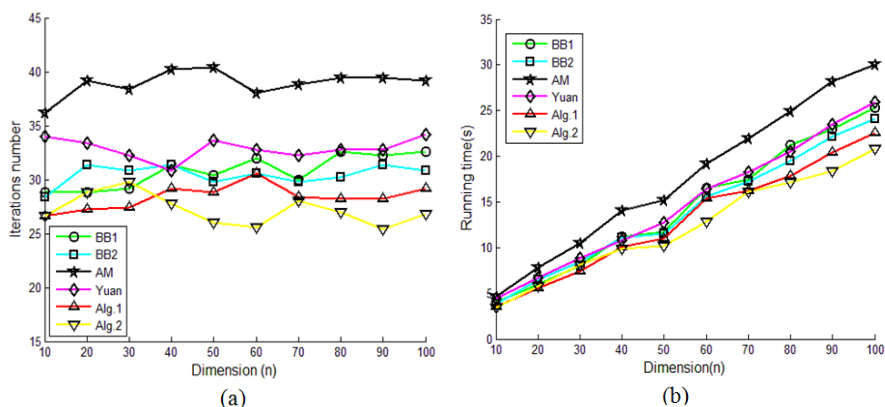 45
40
35
30
25
20
15
Iterations number
BB1
BB2
AM
Yuan
Alg.1
Alg.2
10 20 30 40 50 60 70 80 90 100
Dimension (n)
(a)
35
30
25
20
15
10
5
0
Running time(s)
BB1
BB2
AM
Yuan
Alg.1
Alg.2
10 20 30 40 50 60 70 80 90 100
Dimension(n)
(b)